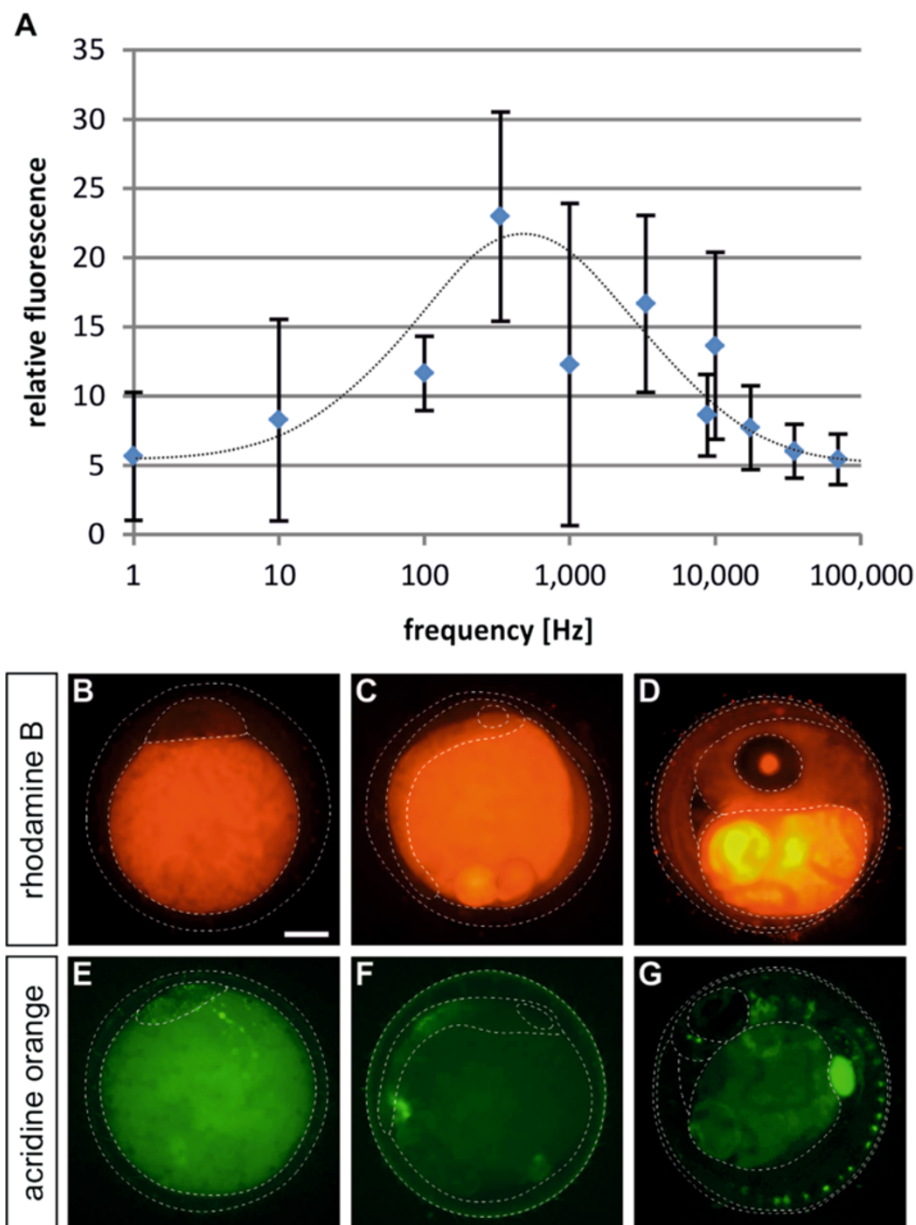 A
35
30
25
20
15
10
5
0
relative fluorescence
1 10 100 1,000 10,000 100,000
frequency [Hz]
rhodamine B
B C D
acridine orange
E F G